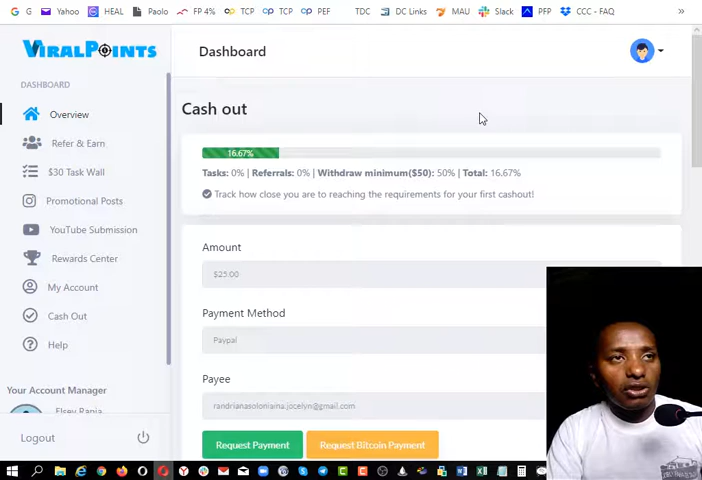 G
Yahoo
HEAL
Paolo
FP 4%
TCP
TCP
PEF
TDC
DC Links
MAU
Slack
PFP
CCC - FAQ
»
VIRALPOINTS
Dashboard
DASHBOARD
Overview
Refer & Earn
$30 Task Wall
Promotional Posts
YouTube Submission
Rewards Center
My Account
Cash Out
Help
Your Account Manager
Elsey Rania
Logout
Cash out
16.67%
Tasks: 0% | Referrals: 0% | Withdraw minimum($50): 50% | Total: 16.67%
Track how close you are to reaching the requirements for your first cashout!
Amount
$25.00
Payment Method
Paypal
Payee
randrianasoloniaina.jocelyn@gmail.com
Request Payment
Request Bitcoin Payment